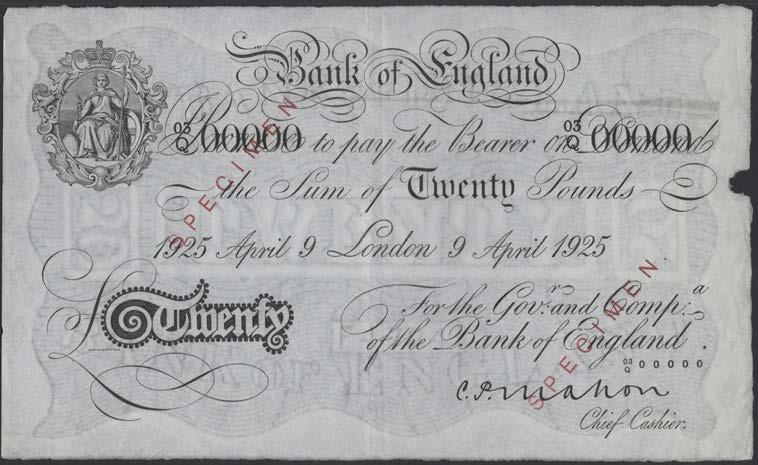 Bank of England
03/Q 00000 to pay the Bearer on Demand 03/Q 00000
the Sum of Twenty Pounds
1925 April 9 London 9 April 1925
£ Twenty
For the Govr. and Compa.
of the Bank of England.
03/Q 00000
C.P. Mahon
Chief Cashier.
SPECIMEN.
SPECIMEN.